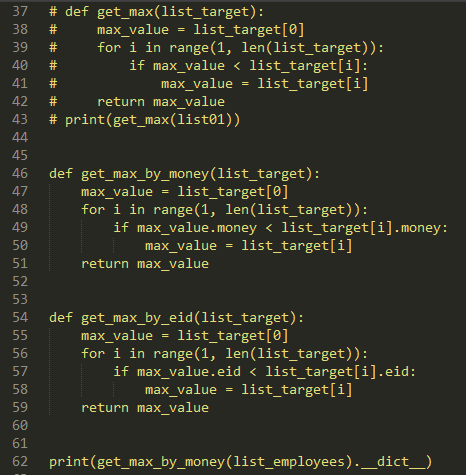 37 # def get_max(list_target):
38 #     max_value = list_target[0]
39 #     for i in range(1, len(list_target)):
40 #         if max_value < list_target[i]:
41 #             max_value = list_target[i]
42 #     return max_value
43 # print(get_max(list01))
44
45
46 def get_max_by_money(list_target):
47     max_value = list_target[0]
48     for i in range(1, len(list_target)):
49         if max_value.money < list_target[i].money:
50             max_value = list_target[i]
51     return max_value
52
53
54 def get_max_by_eid(list_target):
55     max_value = list_target[0]
56     for i in range(1, len(list_target)):
57         if max_value.eid < list_target[i].eid:
58             max_value = list_target[i]
59     return max_value
60
61
62 print(get_max_by_money(list_employees).__dict__)